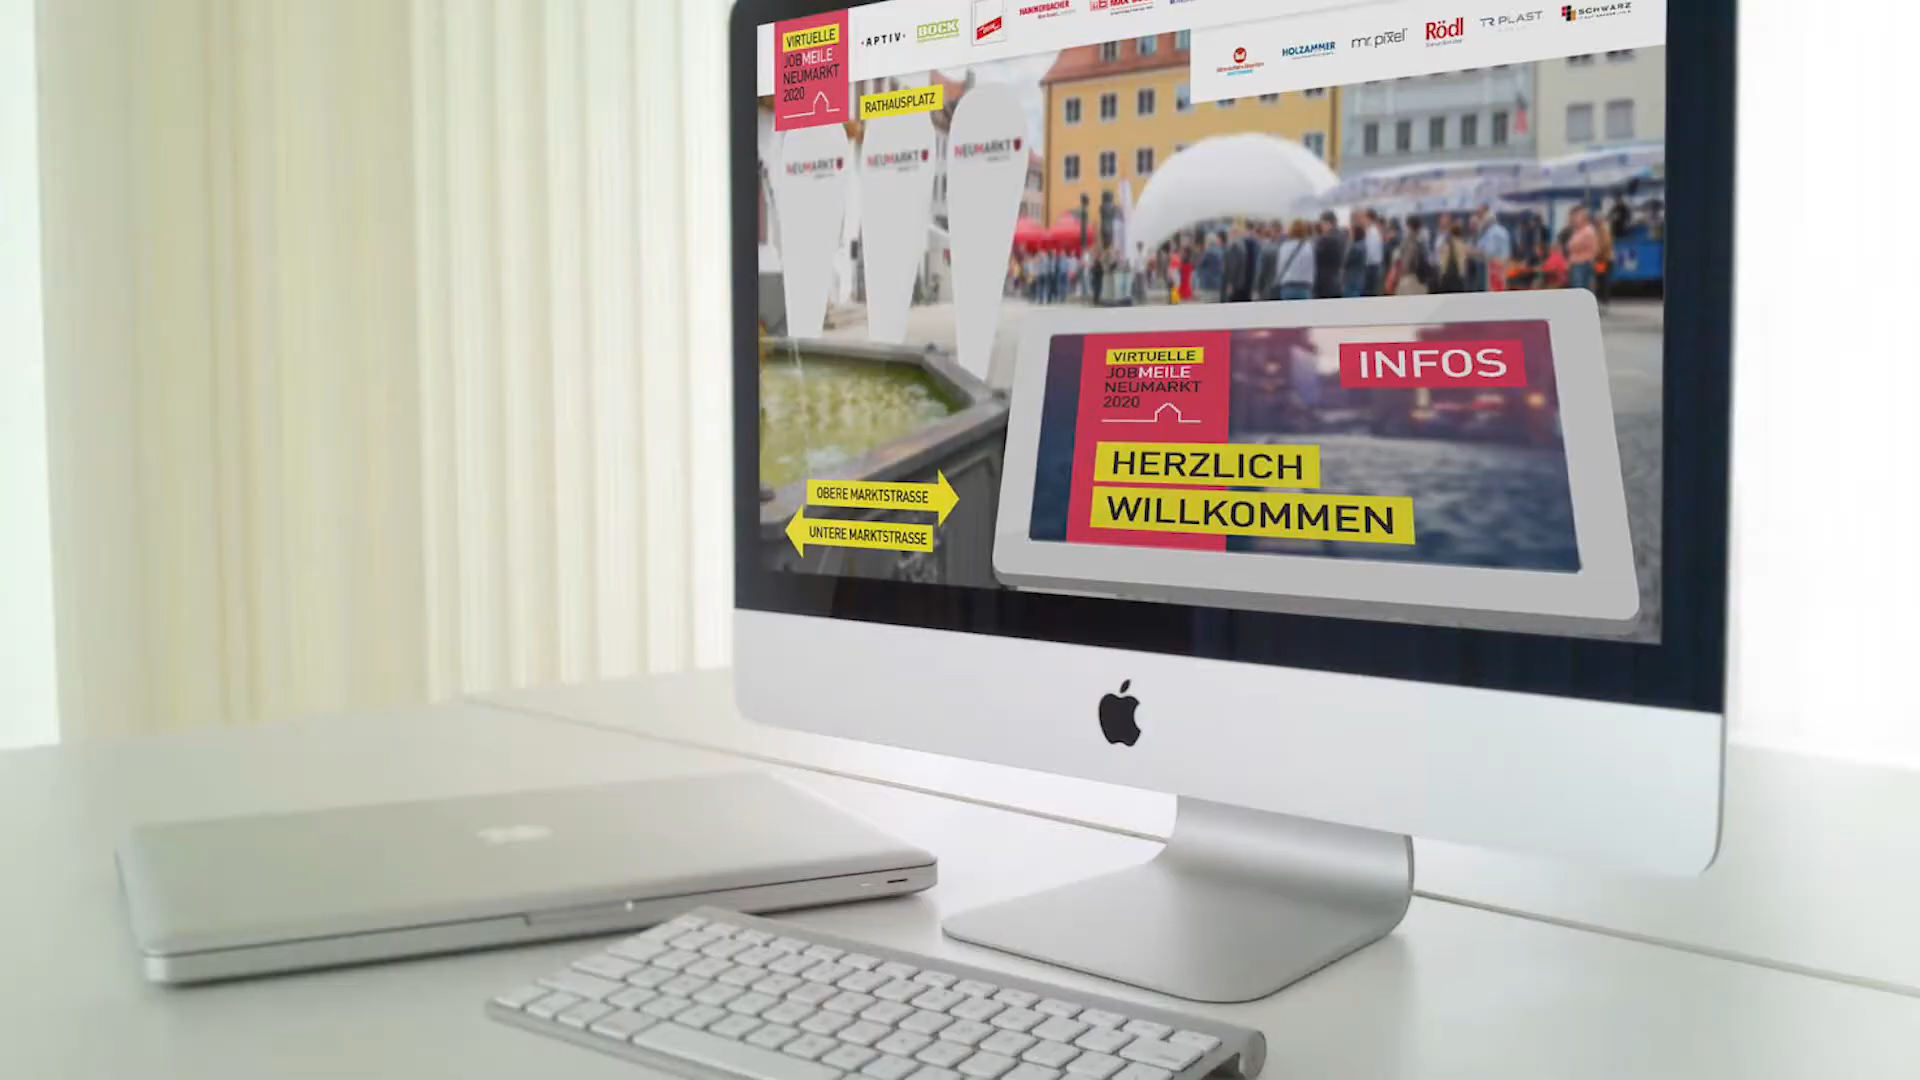 VIRTUELLE
JOBMEILE
NEUMARKT
2020
APTIV
BOCK
HAMMERBACHER
HOLZAMMER
mr. pixel
Rödl
TR PLAST
SCHWARZ
RATHAUSPLATZ
NEUMARKT
NEUMARKT
NEUMARKT
VIRTUELLE
JOBMEILE
NEUMARKT
2020
INFOS
HERZLICH
WILLKOMMEN
OBERE MARKTSTRASSE
UNTERE MARKTSTRASSE